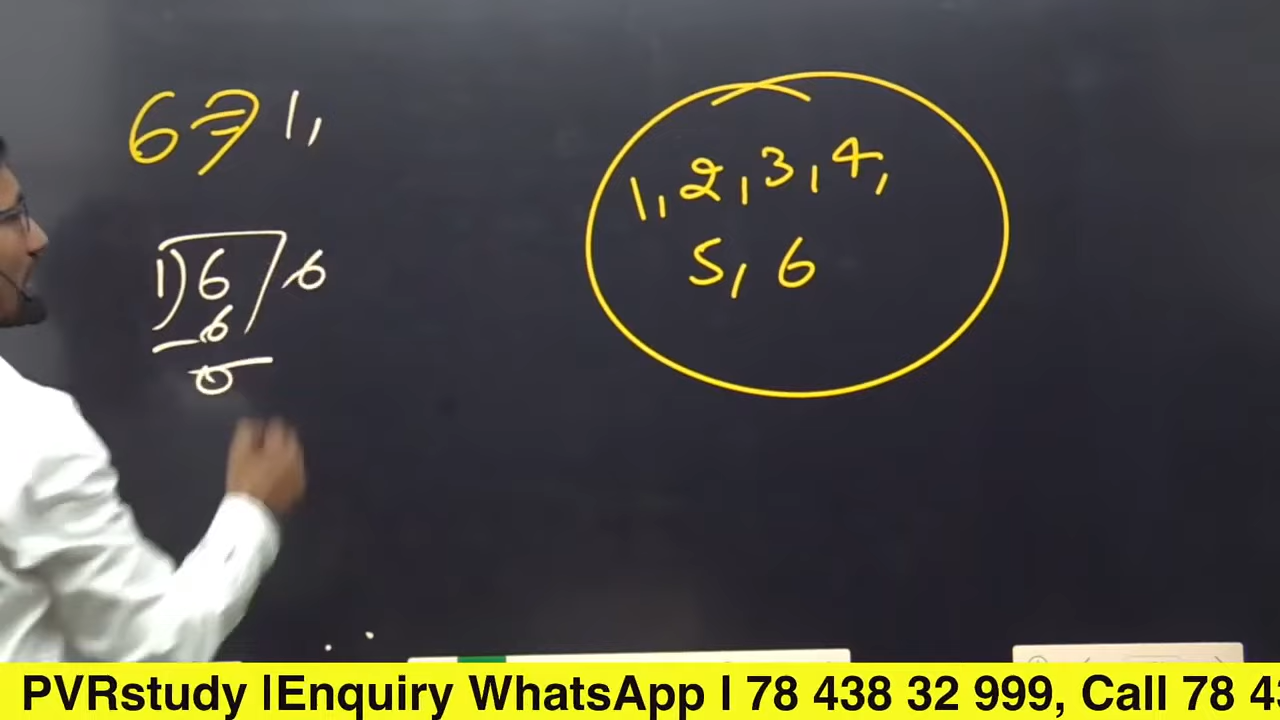 6 ⇒ 1,
1)6/6
6
0
1, 2, 3, 4,
5, 6
PVRstudy |Enquiry WhatsApp | 78 438 32 999, Call 78 4